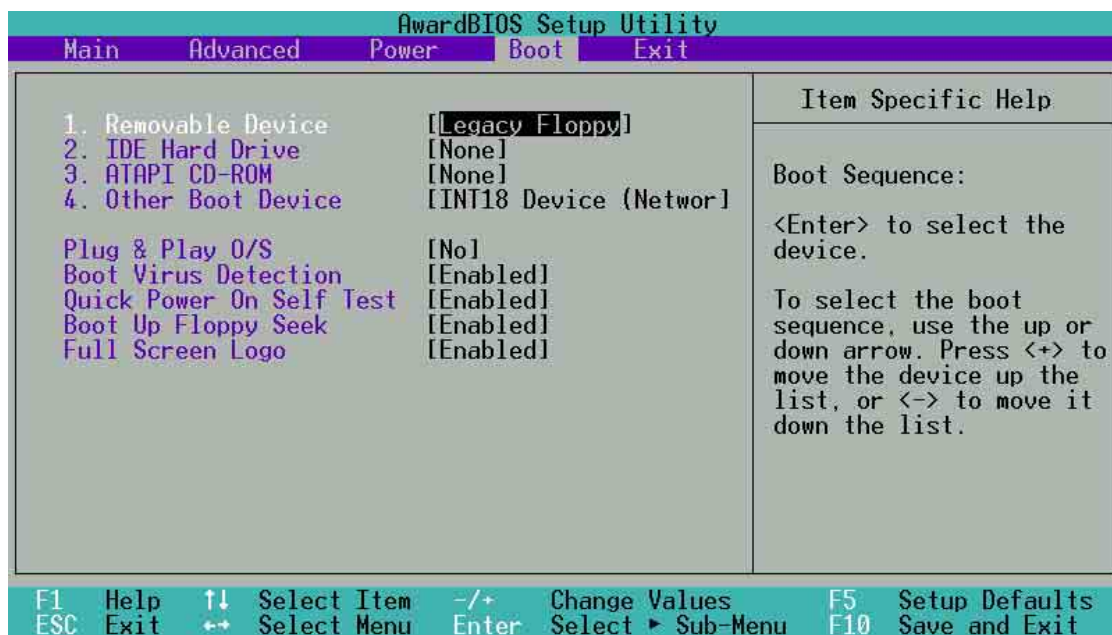 AwardBIOS Setup Utility
Main Advanced Power Boot Exit
1. Removable Device [Legacy Floppy]
2. IDE Hard Drive [None]
3. ATAPI CD-ROM [None]
4. Other Boot Device [INT18 Device (Networ]
Plug & Play O/S [No]
Boot Virus Detection [Enabled]
Quick Power On Self Test [Enabled]
Boot Up Floppy Seek [Enabled]
Full Screen Logo [Enabled]
Item Specific Help
Boot Sequence:
<Enter> to select the
device.
To select the boot
sequence, use the up or
down arrow. Press <+> to
move the device up the
list, or <-> to move it
down the list.
F1 Help ↑↓ Select Item -/+ Change Values F5 Setup Defaults
ESC Exit ←→ Select Menu Enter Select ► Sub-Menu F10 Save and Exit